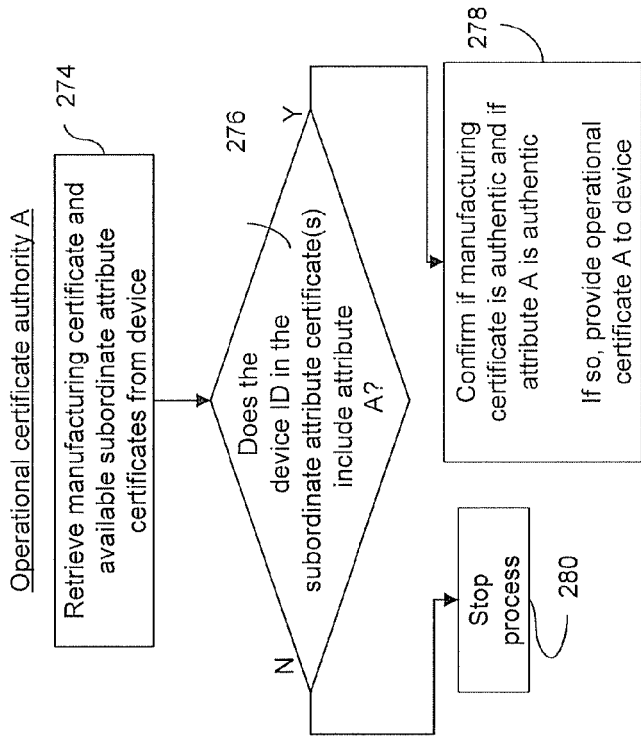 Operational certificate authority A
274
Retrieve manufacturing certificate and
available subordinate attribute
certificates from device
276
Does the
device ID in the
subordinate attribute certificate(s)
include attribute
A?
N
Y
Stop
process
280
278
Confirm if manufacturing
certificate is authentic and if
attribute A is authentic
If so, provide operational
certificate A to device